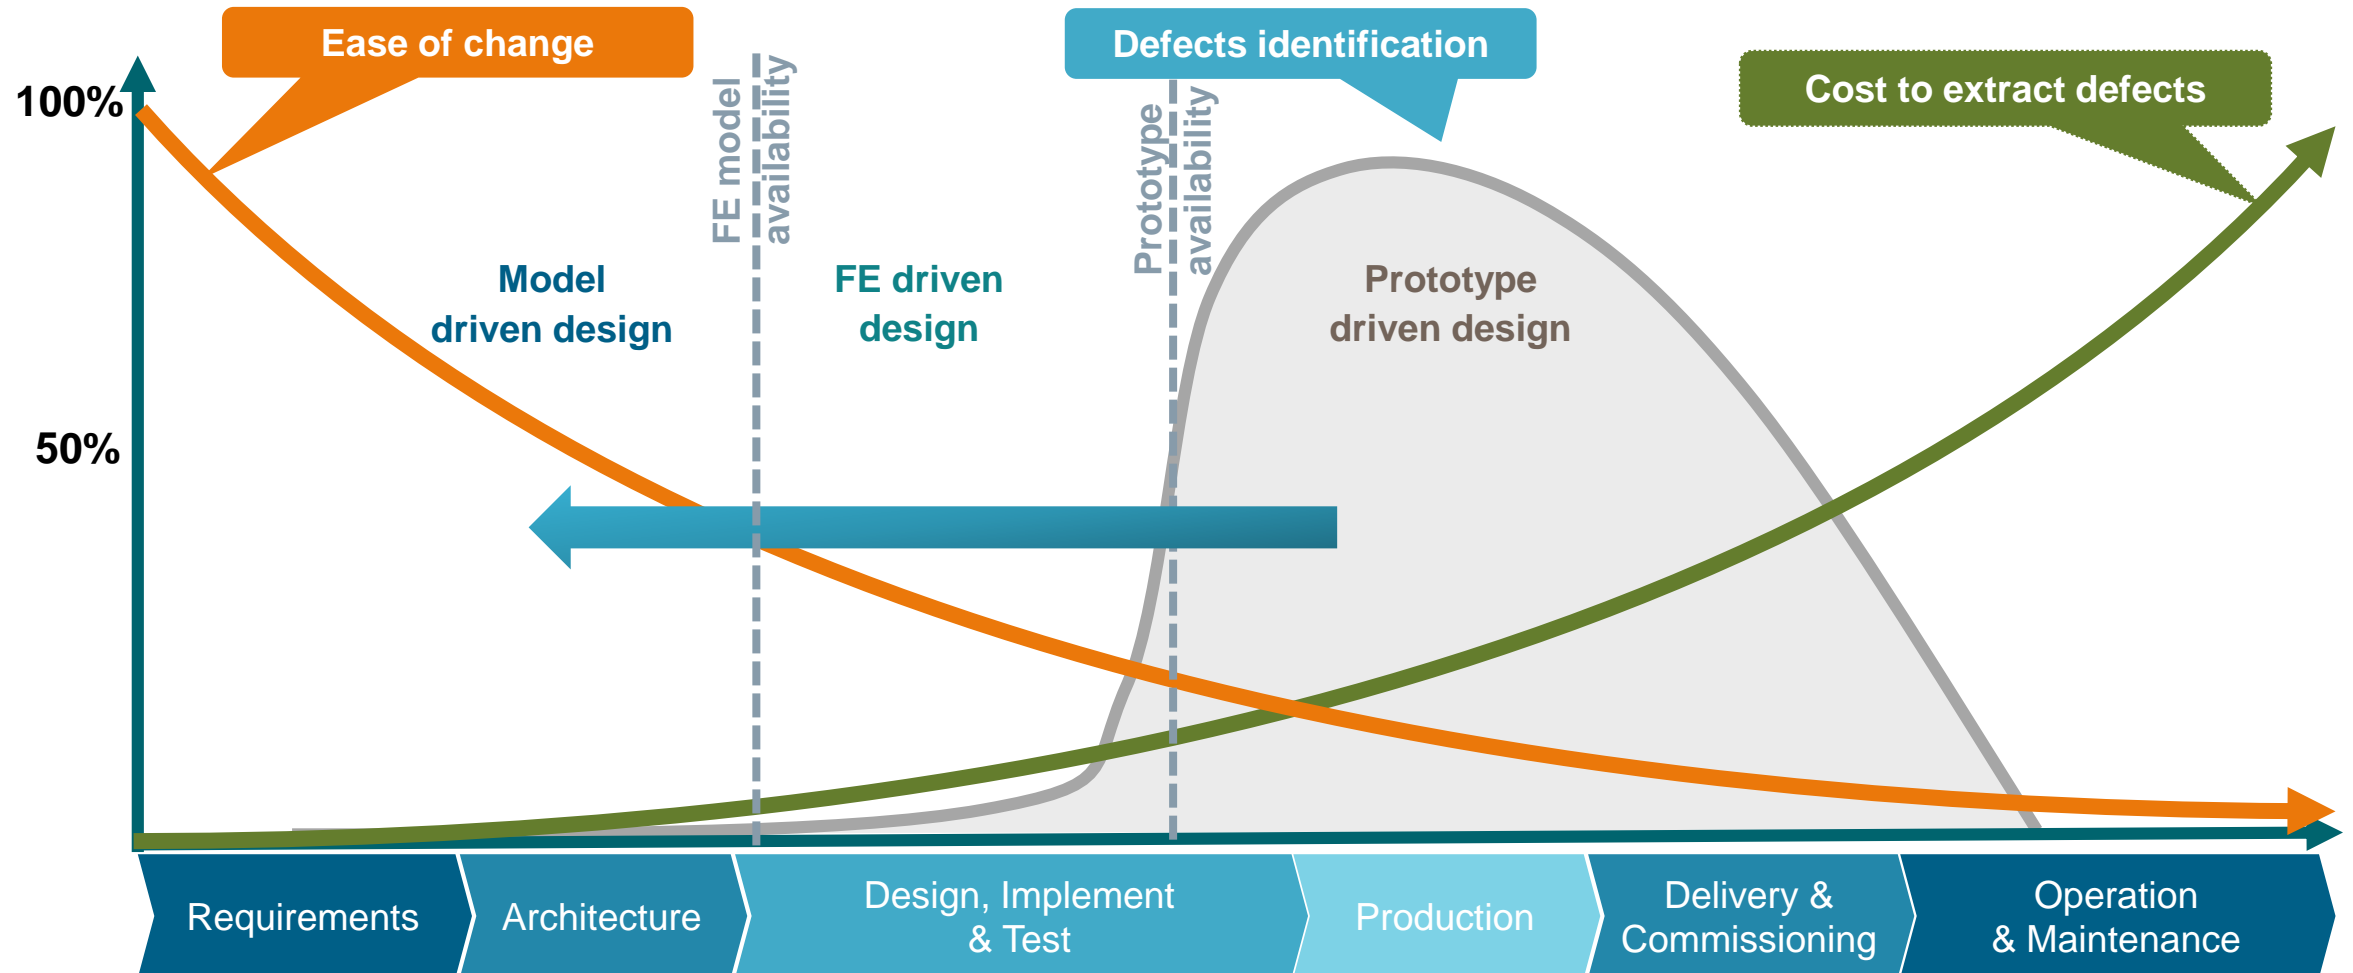 Ease of change
Defects identification
Cost to extract defects
100%
50%
FE model
availability
Prototype
availability
Model
driven design
FE driven
design
Prototype
driven design
Requirements
Architecture
Design, Implement
& Test
Production
Delivery &
Commissioning
Operation
& Maintenance